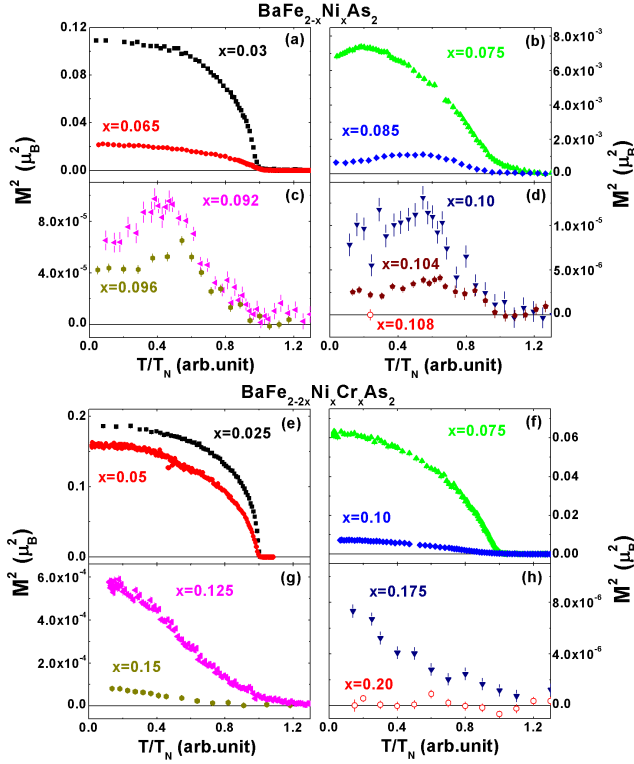 BaFe₂₋ₓNiₓAs₂
(a) x=0.03 x=0.065
0.12 0.08 0.04 0.00
(b) x=0.075 x=0.085
8.0x10⁻³ 6.0x10⁻³ 4.0x10⁻³ 2.0x10⁻³ 0.0
M² (μ_B²) M² (μ_B²)
(c) x=0.092 x=0.096
8.0x10⁻⁵ 4.0x10⁻⁵ 0.0
(d) x=0.10 x=0.104 x=0.108
1.0x10⁻⁵ 5.0x10⁻⁶ 0.0
0.0 0.4 0.8 1.2 0.0 0.4 0.8 1.2
T/T_N (arb.unit) T/T_N (arb.unit)
BaFe₂₋₂ₓNiₓCrₓAs₂
(e) x=0.025 x=0.05
0.2 0.1 0.0
(f) x=0.075 x=0.10
0.06 0.04 0.02 0.00
M² (μ_B²) M² (μ_B²)
(g) x=0.125 x=0.15
6.0x10⁻⁴ 4.0x10⁻⁴ 2.0x10⁻⁴ 0.0
(h) x=0.175 x=0.20
8.0x10⁻⁶ 4.0x10⁻⁶ 0.0
0.0 0.4 0.8 1.2 0.0 0.4 0.8 1.2
T/T_N (arb.unit) T/T_N (arb.unit)